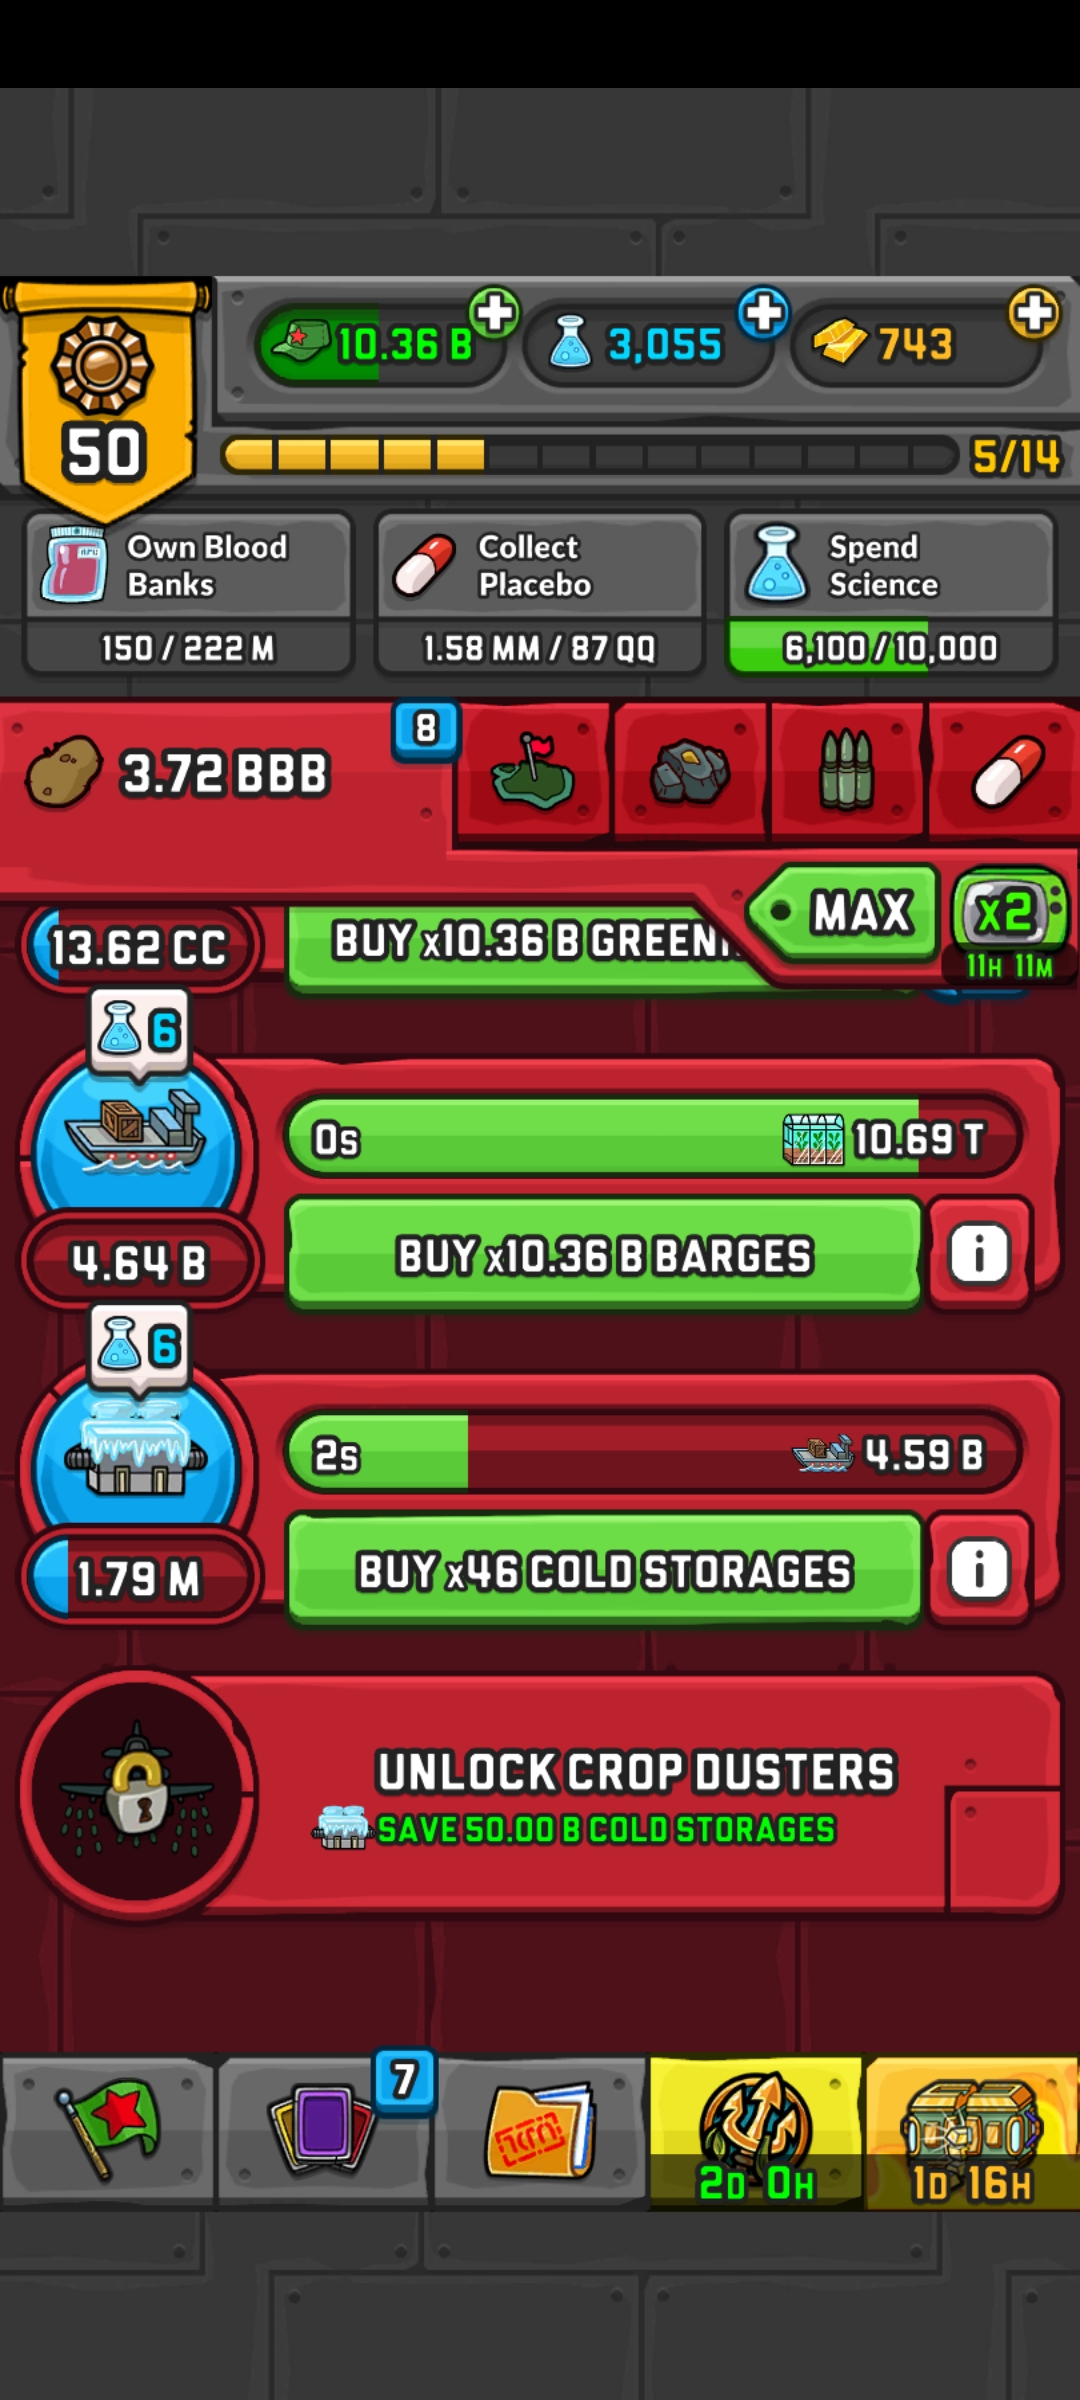 10.36 B
3,055
743
50
5/14
Own Blood
Banks
150 / 222 M
Collect
Placebo
1.58 MM / 87 QQ
Spend
Science
6,100 / 10,000
3.72 BBB
8
MAX
x2
11H 11M
13.62 CC
BUY x10.36 B GREEN
6
0s
10.69 T
4.64 B
BUY x10.36 B BARGES
i
6
2s
4.59 B
1.79 M
BUY x46 COLD STORAGES
i
UNLOCK CROP DUSTERS
SAVE 50.00 B COLD STORAGES
7
2D 0H
1D 16H